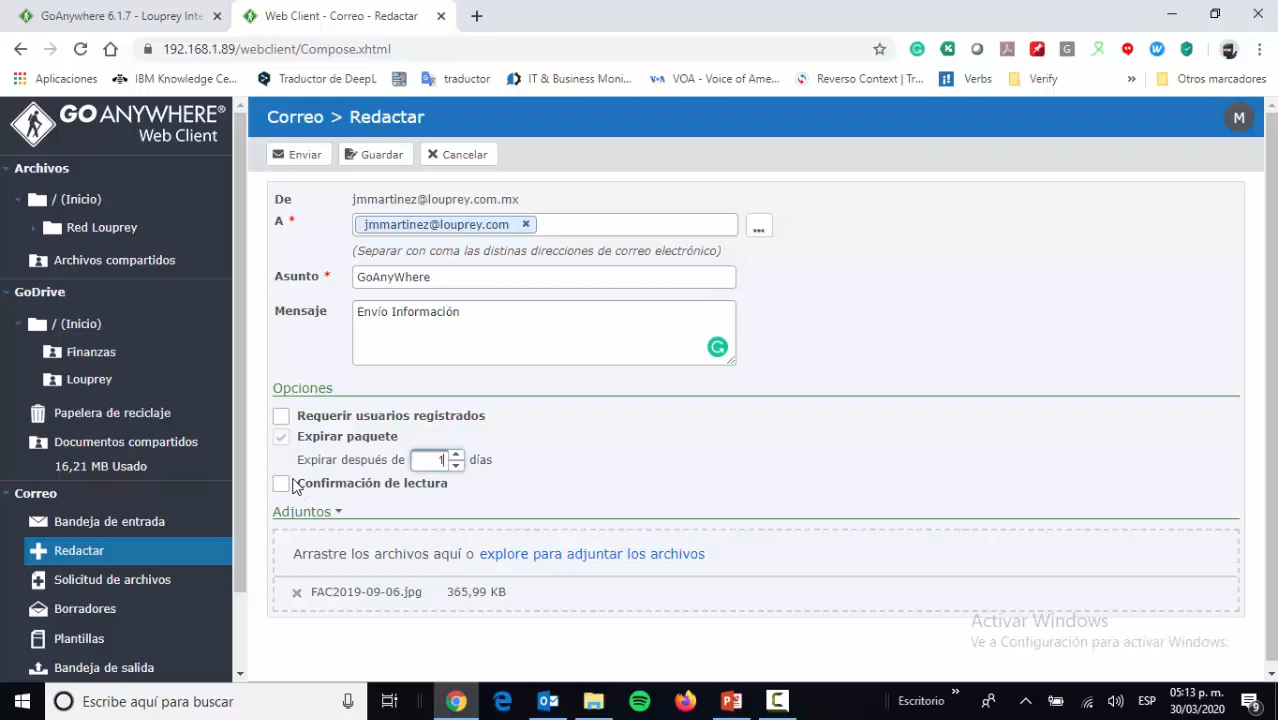 GoAnywhere 6.1.7 - Louprey Inte
Web Client - Correo - Redactar
192.168.1.89/webclient/Compose.xhtml
Aplicaciones
IBM Knowledge Ce...
Traductor de DeepL
traductor
IT & Business Moni...
VOA - Voice of Ame...
Reverso Context | Tr...
Verbs
Verify
»
Otros marcadores
GO ANYWHERE®
Web Client
Correo > Redactar
M
Enviar
Guardar
Cancelar
Archivos
/ (Inicio)
Red Louprey
Archivos compartidos
GoDrive
/ (Inicio)
Finanzas
Louprey
Papelera de reciclaje
Documentos compartidos
16,21 MB Usado
Correo
Bandeja de entrada
Redactar
Solicitud de archivos
Borradores
Plantillas
Bandeja de salida
De jmmartinez@louprey.com.mx
A * jmmartinez@louprey.com ...
(Separar con coma las distinas direcciones de correo electrónico)
Asunto * GoAnyWhere
Mensaje Envío Información
Opciones
Requerir usuarios registrados
Expirar paquete
Expirar después de 1 días
Confirmación de lectura
Adjuntos
Arrastre los archivos aquí o explore para adjuntar los archivos
FAC2019-09-06.jpg 365,99 KB
Activar Windows
Ve a Configuración para activar Windows.
Escribe aquí para buscar
Escritorio »
ESP
05:13 p. m.
30/03/2020
9